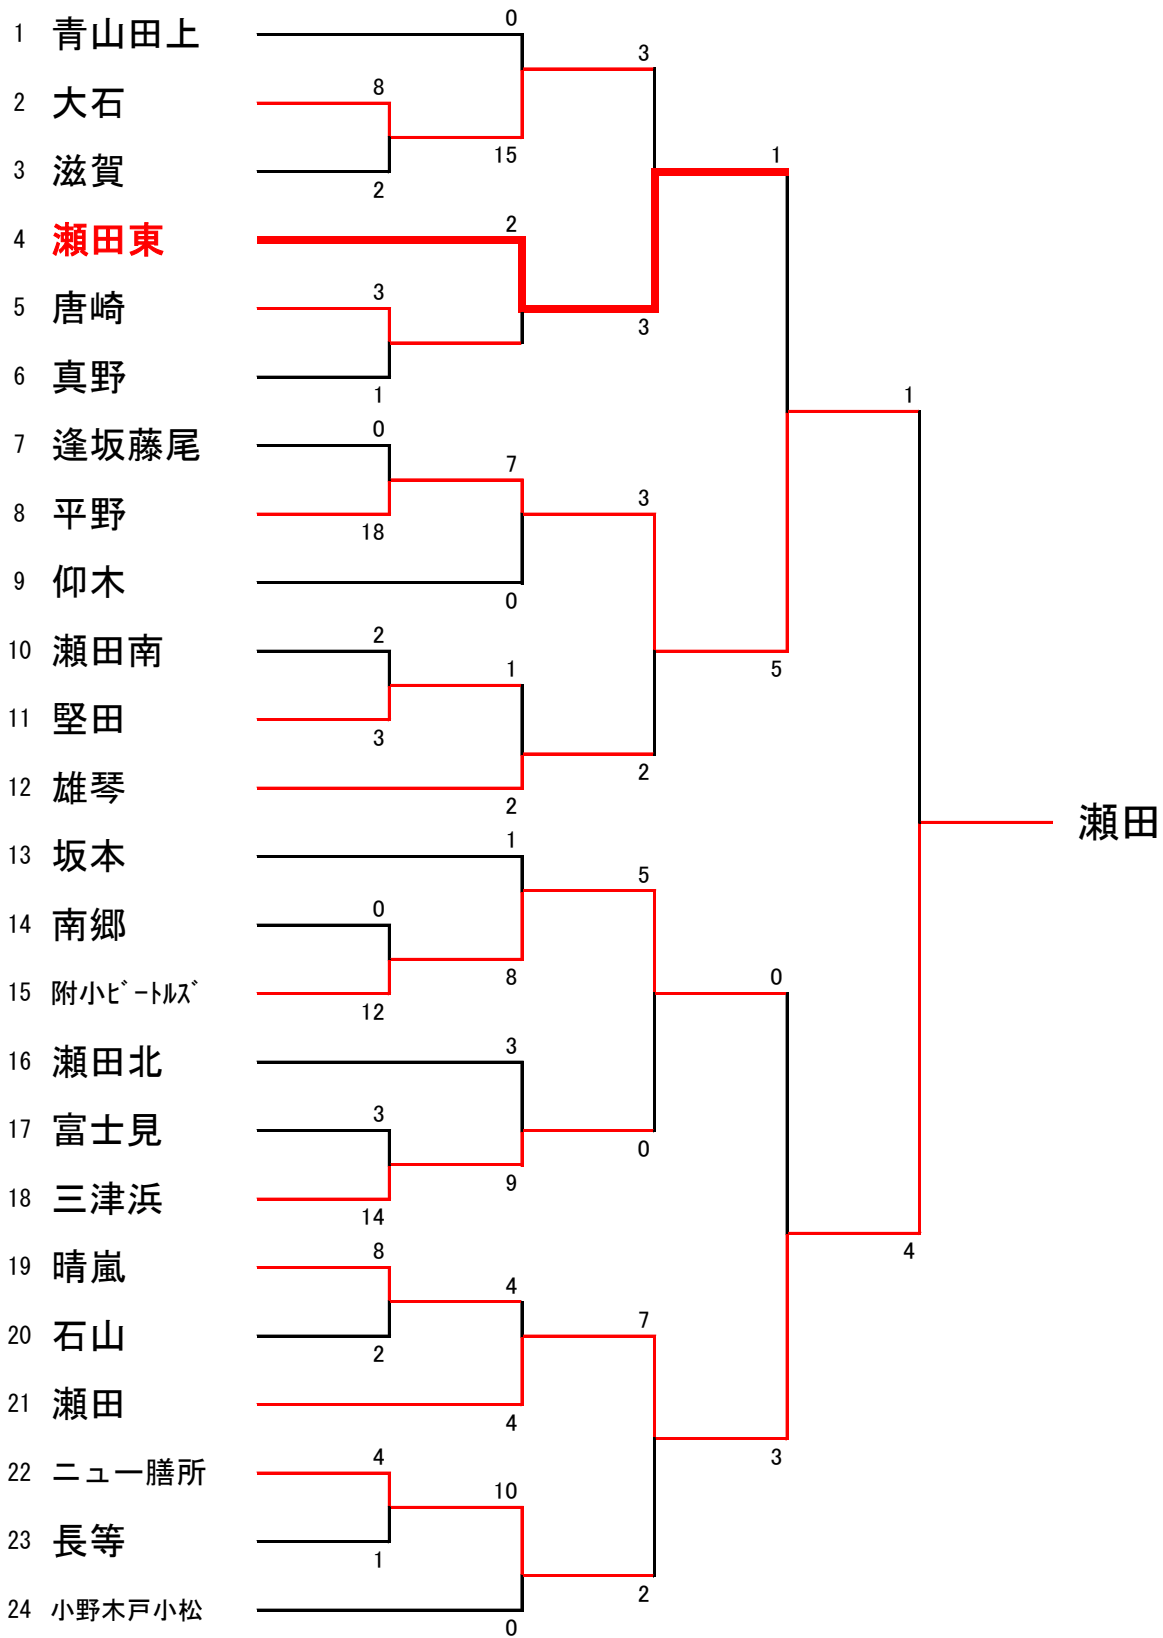 0
1 青山田上
3
8
2 大石
15
1
3 滋賀
2
2
4 瀬田東
3
5 唐崎
3
6 真野
1
1
0
7 逢坂藤尾
7
3
8 平野
18
9 仰木
0
2
10 瀬田南
1
5
11 堅田
3
2
12 雄琴
2
瀬田
1
13 坂本
5
0
14 南郷
8
0
15 附小ﾋﾞｰﾄﾙｽﾞ
12
3
16 瀬田北
3
17 富士見
0
9
18 三津浜
14
8
4
19 晴嵐
4
7
20 石山
2
21 瀬田
4
4
3
22 ニュー膳所
10
23 長等
1
2
24 小野木戸小松
0